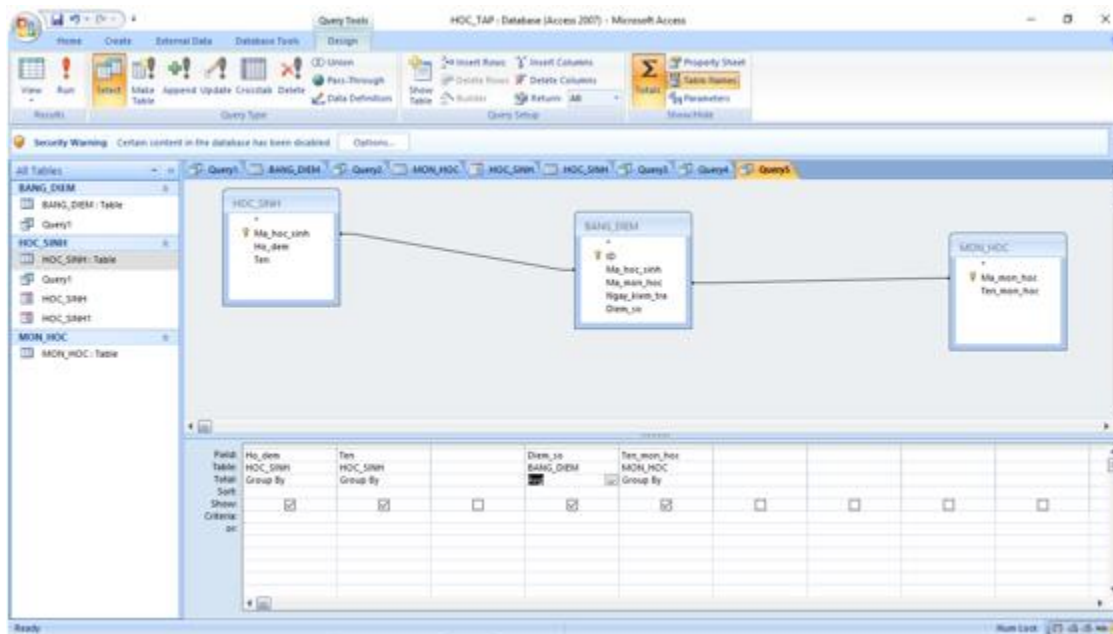 Query Tools
HOC_TAP : Database (Access 2007) - Microsoft Access
Home Create External Data Database Tools Design
View
Run
Select
Make Table
Append
Update
Crosstab
Delete
Union
Pass-Through
Data Definition
Show Table
Insert Rows
Delete Rows
Builder
Insert Columns
Delete Columns
Return: All
Totals
Property Sheet
Table Names
Parameters
Results
Query Type
Query Setup
Show/Hide
Security Warning Certain content in the database has been disabled Options...
All Tables
Query1 BANG_DIEM Query2 MON_HOC HOC_SINH HOC_SINH Query3 Query4 Query5
BANG_DIEM
BANG_DIEM : Table
Query1
HOC_SINH
HOC_SINH : Table
Query1
HOC_SINH
HOC_SINH1
MON_HOC
MON_HOC : Table
HOC_SINH
*
Ma_hoc_sinh
Ho_dem
Ten
BANG_DIEM
*
ID
Ma_hoc_sinh
Ma_mon_hoc
Ngay_kiem_tra
Diem_so
MON_HOC
*
Ma_mon_hoc
Ten_mon_hoc
Field: Ho_dem Ten Diem_so Ten_mon_hoc
Table: HOC_SINH HOC_SINH BANG_DIEM MON_HOC
Total: Group By Group By Group By
Sort:
Show:
Criteria:
or:
Ready
Num Lock